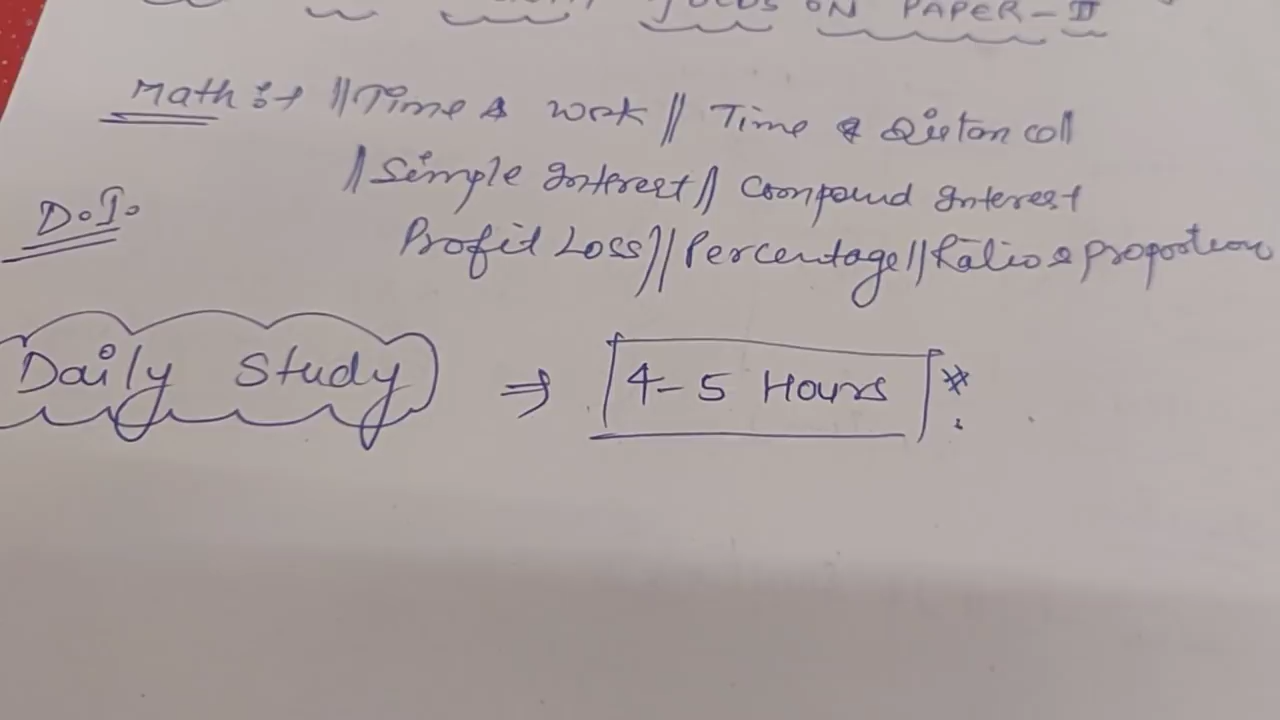 FOCUS ON PAPER-II
Math :→ || Time & Work || Time & Distance ||
|| Simple Interest || Compound Interest
D.I.
Profit Loss || Percentage || Ratio & Proportion
Daily Study ⇒ 4-5 Hours *